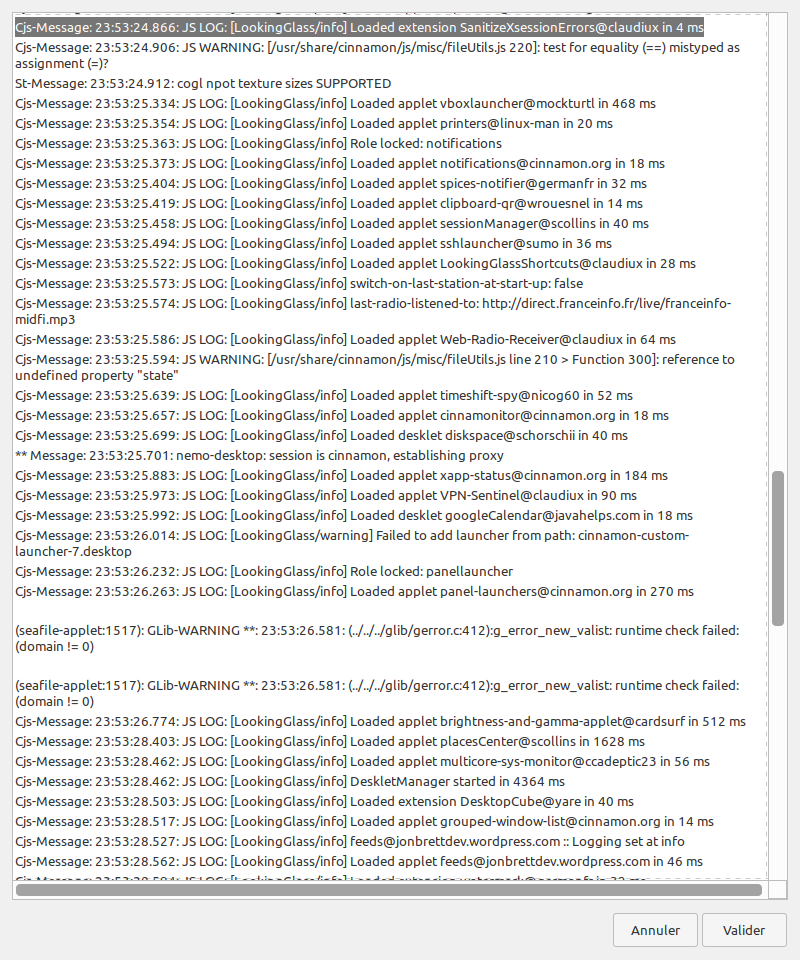 Cjs-Message: 23:53:24.866: JS LOG: [LookingGlass/info] Loaded extension SanitizeXsessionErrors@claudiux in 4 ms
Cjs-Message: 23:53:24.906: JS WARNING: [/usr/share/cinnamon/js/misc/fileUtils.js 220]: test for equality (==) mistyped as
assignment (=)?
St-Message: 23:53:24.912: cogl npot texture sizes SUPPORTED
Cjs-Message: 23:53:25.334: JS LOG: [LookingGlass/info] Loaded applet vboxlauncher@mockturtl in 468 ms
Cjs-Message: 23:53:25.354: JS LOG: [LookingGlass/info] Loaded applet printers@linux-man in 20 ms
Cjs-Message: 23:53:25.363: JS LOG: [LookingGlass/info] Role locked: notifications
Cjs-Message: 23:53:25.373: JS LOG: [LookingGlass/info] Loaded applet notifications@cinnamon.org in 18 ms
Cjs-Message: 23:53:25.404: JS LOG: [LookingGlass/info] Loaded applet spices-notifier@germanfr in 32 ms
Cjs-Message: 23:53:25.419: JS LOG: [LookingGlass/info] Loaded applet clipboard-qr@wrouesnel in 14 ms
Cjs-Message: 23:53:25.458: JS LOG: [LookingGlass/info] Loaded applet sessionManager@scollins in 40 ms
Cjs-Message: 23:53:25.494: JS LOG: [LookingGlass/info] Loaded applet sshlauncher@sumo in 36 ms
Cjs-Message: 23:53:25.522: JS LOG: [LookingGlass/info] Loaded applet LookingGlassShortcuts@claudiux in 28 ms
Cjs-Message: 23:53:25.573: JS LOG: [LookingGlass/info] switch-on-last-station-at-start-up: false
Cjs-Message: 23:53:25.574: JS LOG: [LookingGlass/info] last-radio-listened-to: http://direct.franceinfo.fr/live/franceinfo-
midfi.mp3
Cjs-Message: 23:53:25.586: JS LOG: [LookingGlass/info] Loaded applet Web-Radio-Receiver@claudiux in 64 ms
Cjs-Message: 23:53:25.594: JS WARNING: [/usr/share/cinnamon/js/misc/fileUtils.js line 210 > Function 300]: reference to
undefined property "state"
Cjs-Message: 23:53:25.639: JS LOG: [LookingGlass/info] Loaded applet timeshift-spy@nicog60 in 52 ms
Cjs-Message: 23:53:25.657: JS LOG: [LookingGlass/info] Loaded applet cinnamonitor@cinnamon.org in 18 ms
Cjs-Message: 23:53:25.699: JS LOG: [LookingGlass/info] Loaded desklet diskspace@schorschii in 40 ms
** Message: 23:53:25.701: nemo-desktop: session is cinnamon, establishing proxy
Cjs-Message: 23:53:25.883: JS LOG: [LookingGlass/info] Loaded applet xapp-status@cinnamon.org in 184 ms
Cjs-Message: 23:53:25.973: JS LOG: [LookingGlass/info] Loaded applet VPN-Sentinel@claudiux in 90 ms
Cjs-Message: 23:53:25.992: JS LOG: [LookingGlass/info] Loaded desklet googleCalendar@javahelps.com in 18 ms
Cjs-Message: 23:53:26.014: JS LOG: [LookingGlass/warning] Failed to add launcher from path: cinnamon-custom-
launcher-7.desktop
Cjs-Message: 23:53:26.232: JS LOG: [LookingGlass/info] Role locked: panellauncher
Cjs-Message: 23:53:26.263: JS LOG: [LookingGlass/info] Loaded applet panel-launchers@cinnamon.org in 270 ms
(seafile-applet:1517): GLib-WARNING **: 23:53:26.581: (../../../glib/gerror.c:412):g_error_new_valist: runtime check failed:
(domain != 0)
(seafile-applet:1517): GLib-WARNING **: 23:53:26.581: (../../../glib/gerror.c:412):g_error_new_valist: runtime check failed:
(domain != 0)
Cjs-Message: 23:53:26.774: JS LOG: [LookingGlass/info] Loaded applet brightness-and-gamma-applet@cardsurf in 512 ms
Cjs-Message: 23:53:28.403: JS LOG: [LookingGlass/info] Loaded applet placesCenter@scollins in 1628 ms
Cjs-Message: 23:53:28.462: JS LOG: [LookingGlass/info] Loaded applet multicore-sys-monitor@ccadeptic23 in 56 ms
Cjs-Message: 23:53:28.462: JS LOG: [LookingGlass/info] DeskletManager started in 4364 ms
Cjs-Message: 23:53:28.503: JS LOG: [LookingGlass/info] Loaded extension DesktopCube@yare in 40 ms
Cjs-Message: 23:53:28.517: JS LOG: [LookingGlass/info] Loaded applet grouped-window-list@cinnamon.org in 14 ms
Cjs-Message: 23:53:28.527: JS LOG: [LookingGlass/info] feeds@jonbrettdev.wordpress.com :: Logging set at info
Cjs-Message: 23:53:28.562: JS LOG: [LookingGlass/info] Loaded applet feeds@jonbrettdev.wordpress.com in 46 ms
Annuler
Valider